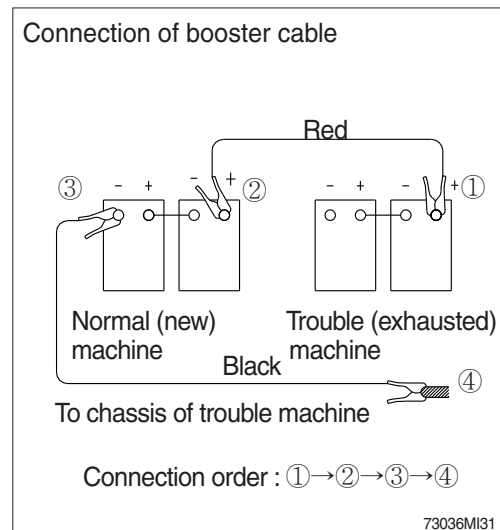 Connection of booster cable
Red
③ - + - + ② - + - + ①
Normal (new)
machine
Trouble (exhausted)
machine
Black
④
To chassis of trouble machine
Connection order : ①→②→③→④
73036MI31